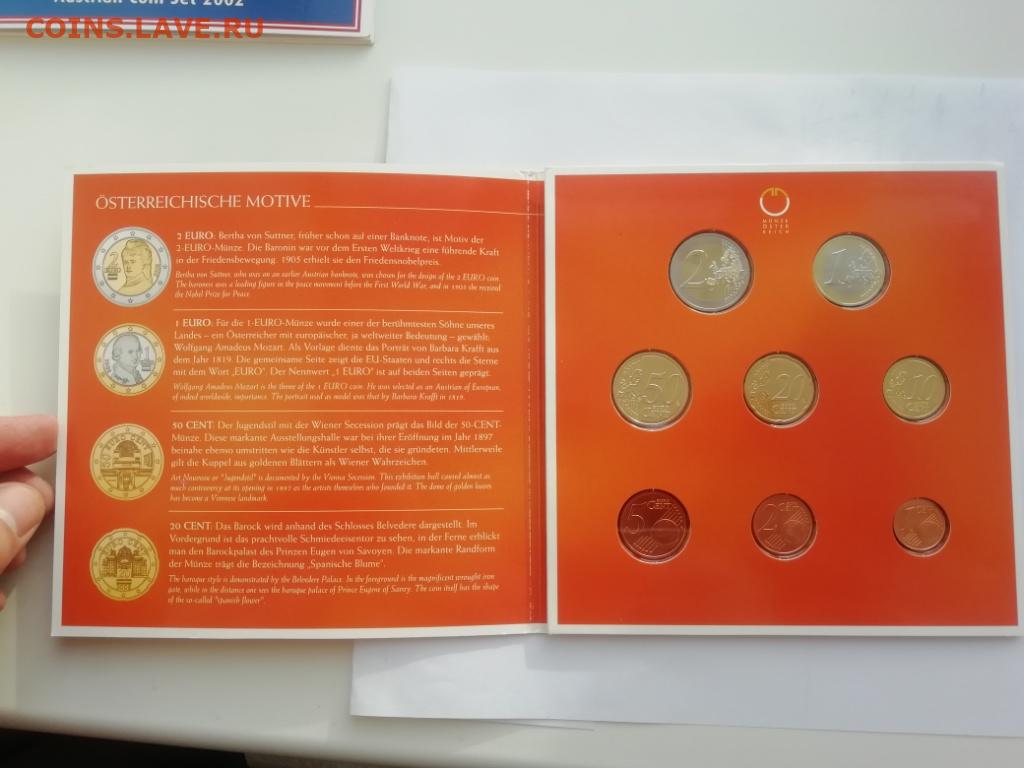 Austrian Coin Set 2002
COINS.LAVE.RU
ÖSTERREICHISCHE MOTIVE
2 EURO: Bertha von Suttner, früher schon auf einer Banknote, ist Motiv der
2-EURO-Münze. Die Baronin war vor dem Ersten Weltkrieg eine führende Kraft
in der Friedensbewegung. 1905 erhielt sie den Friedensnobelpreis.
Bertha von Suttner, who was on an earlier Austrian banknote, was chosen for the design of the 2 EURO coin.
The baroness was a leading figure in the peace movement before the First World War, and in 1905 she received
the Nobel Prize for Peace.
1 EURO: Für die 1-EURO-Münze wurde einer der berühmtesten Söhne unseres
Landes – ein Österreicher mit europäischer, ja weltweiter Bedeutung – gewählt:
Wolfgang Amadeus Mozart. Als Vorlage diente das Porträt von Barbara Krafft aus
dem Jahr 1819. Die gemeinsame Seite zeigt die EU-Staaten und rechts die Sterne
mit dem Wort „EURO". Der Nennwert „1 EURO" ist auf beiden Seiten geprägt.
Wolfgang Amadeus Mozart is the theme of the 1 EURO coin. He was selected as an Austrian of European,
of indeed worldwide, importance. The portrait used as model was that by Barbara Krafft in 1819.
50 CENT: Der Jugendstil mit der Wiener Secession prägt das Bild der 50-CENT-
Münze. Diese markante Ausstellungshalle war bei ihrer Eröffnung im Jahr 1897
beinahe ebenso umstritten wie die Künstler selbst, die sie gründeten. Mittlerweile
gilt die Kuppel aus goldenen Blättern als Wiener Wahrzeichen.
Art Nouveau or "Jugendstil" is documented by the Vienna Secession. This exhibition hall caused almost as
much controversy at its opening in 1897 as the artists themselves who founded it. The dome of golden leaves
has become a Viennese landmark.
20 CENT: Das Barock wird anhand des Schlosses Belvedere dargestellt. Im
Vordergrund ist das prachtvolle Schmiedeeisentor zu sehen, in der Ferne erblickt
man den Barockpalast des Prinzen Eugen von Savoyen. Die markante Randform
der Münze trägt die Bezeichnung „Spanische Blume".
The baroque style is demonstrated by the Belvedere Palace. In the foreground is the magnificent wrought iron
gate, while in the distance one sees the baroque palace of Prince Eugene of Savoy. The coin itself has the shape
of the so-called "spanish flower".
MÜNZE
ÖSTER
REICH
2
1
50
20
CENT
10
5
2
CENT
1